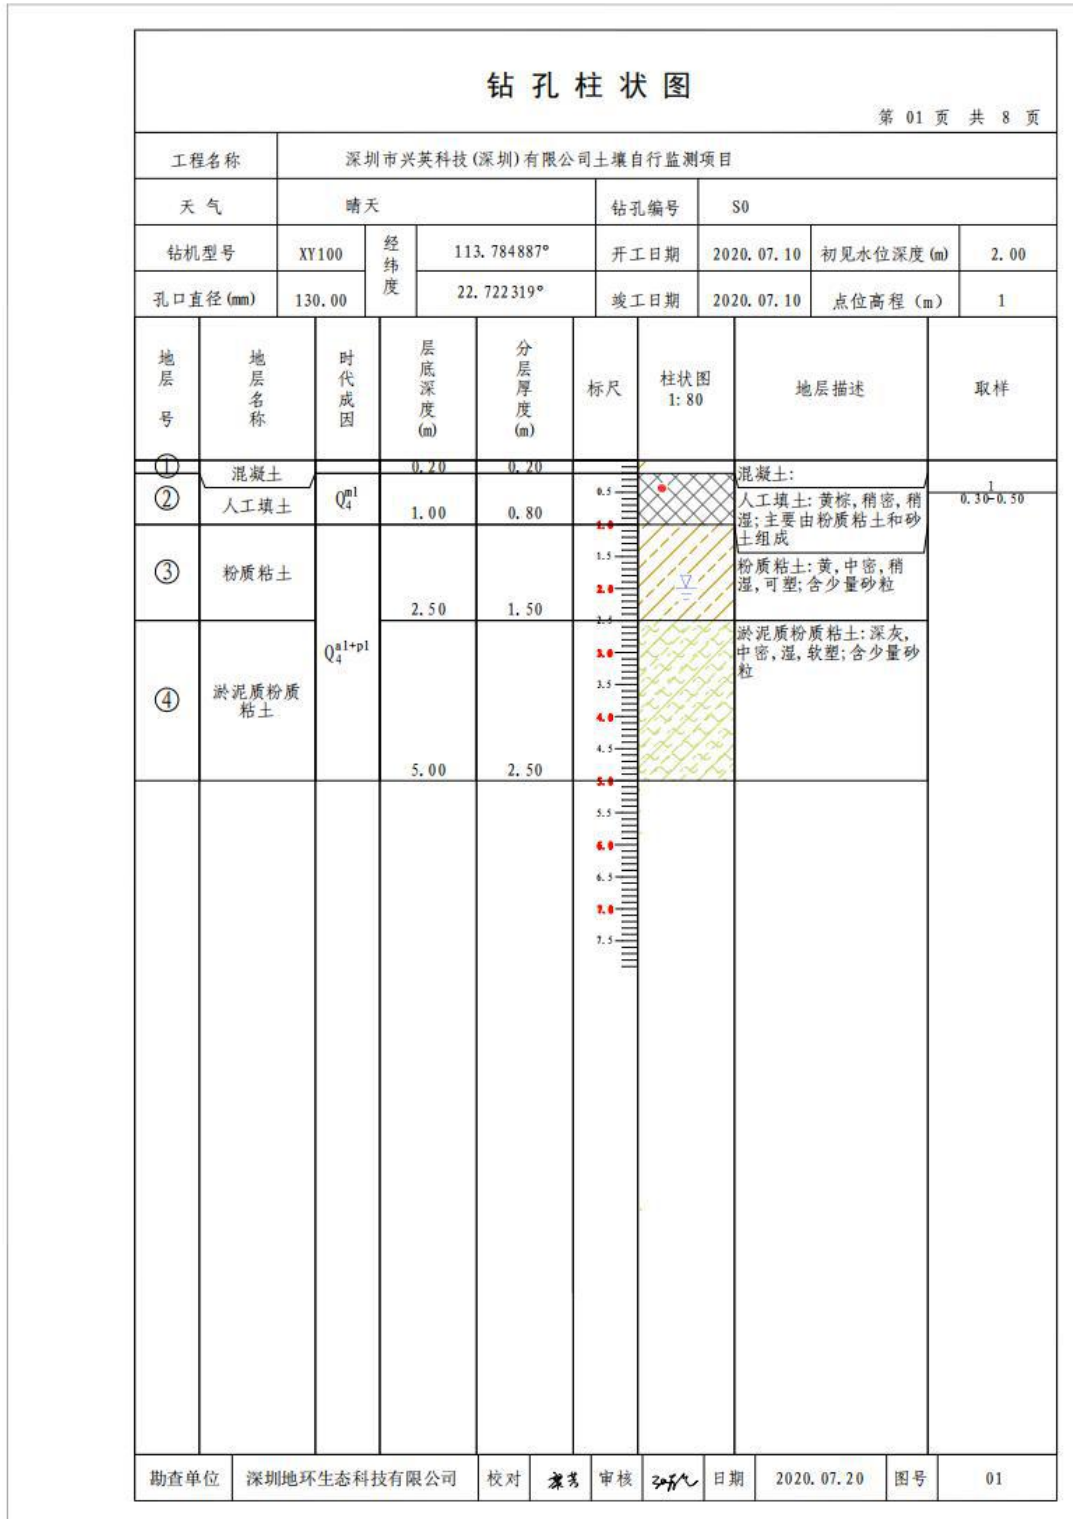 钻孔柱状图
第 01 页 共 8 页
工程名称 深圳市兴英科技(深圳)有限公司土壤自行监测项目
天 气 晴天 钻孔编号 S0
钻机型号 XY100 经纬度 113.784887° 开工日期 2020.07.10 初见水位深度(m) 2.00
孔口直径(mm) 130.00 22.722319° 竣工日期 2020.07.10 点位高程（m） 1
地层号 地层名称 时代成因 层底深度(m) 分层厚度(m) 标尺 柱状图 1:80 地层描述 取样
① 混凝土 0.20 0.20 混凝土:
② 人工填土 Q4ml 1.00 0.80
人工填土:黄棕,稍密,稍
湿;主要由粉质粘土和砂
土组成
1
0.30-0.50
③ 粉质粘土 2.50 1.50
粉质粘土:黄,中密,稍
湿,可塑;含少量砂粒
Q4al+pl
④ 淤泥质粉质
粘土
5.00 2.50
淤泥质粉质粘土:深灰,
中密,湿,软塑;含少量砂
粒
0.5
1.0
1.5
2.0
2.5
3.0
3.5
4.0
4.5
5.0
5.5
6.0
6.5
7.0
7.5
勘查单位 深圳地环生态科技有限公司 校对 审核 日期 2020.07.20 图号 01